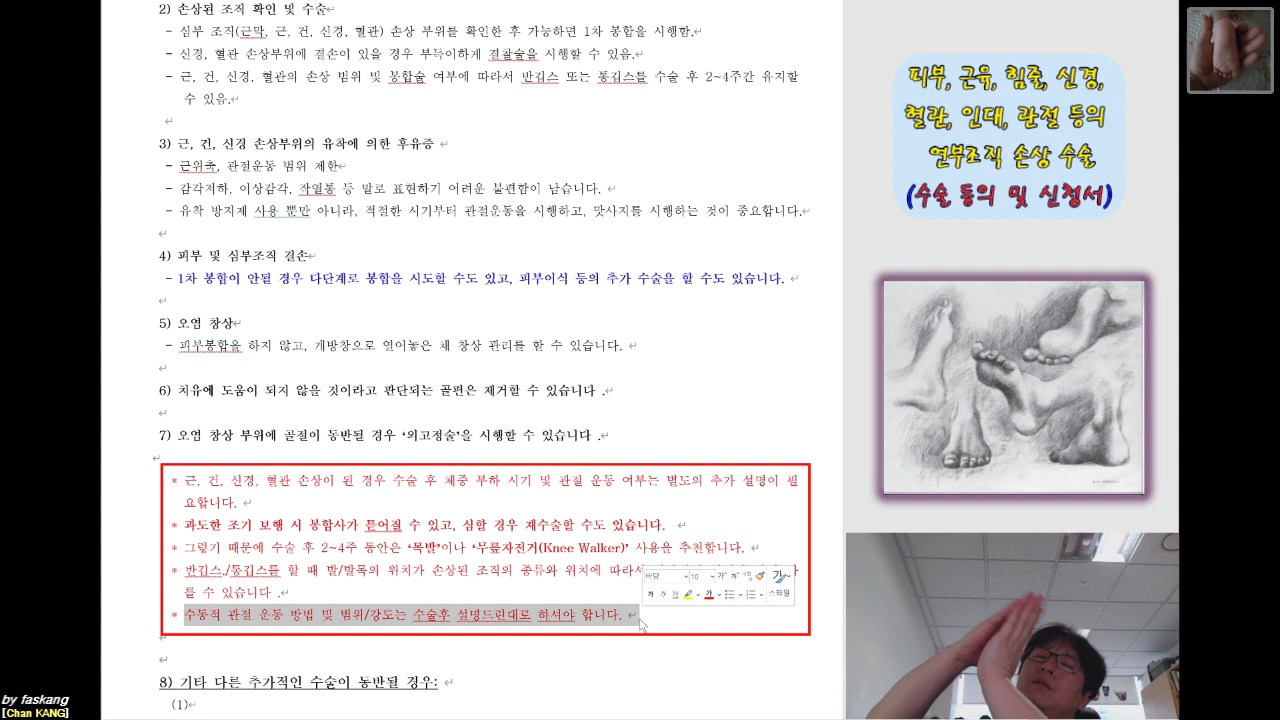 2) 손상된 조직 확인 및 수술
- 심부 조직(근막, 근, 건, 신경, 혈관) 손상 부위를 확인한 후 가능하면 1차 봉합을 시행함.
- 신경, 혈관 손상부위에 결손이 있을 경우 부득이하게 결찰술을 시행할 수 있음.
- 근, 건, 신경, 혈관의 손상 범위 및 봉합술 여부에 따라서 반깁스 또는 통깁스를 수술 후 2~4주간 유지할
수 있음.
3) 근, 건, 신경 손상부위의 유착에 의한 후유증
- 근위축, 관절운동 범위 제한
- 감각저하, 이상감각, 작열통 등 말로 표현하기 어려운 불편함이 남습니다.
- 유착 방지제 사용 뿐만 아니라, 적절한 시기부터 관절운동을 시행하고, 맛사지를 시행하는 것이 중요합니다.
4) 피부 및 심부조직 결손
- 1차 봉합이 안될 경우 다단계로 봉합을 시도할 수도 있고, 피부이식 등의 추가 수술을 할 수도 있습니다.
5) 오염 창상
- 피부봉합을 하지 않고, 개방창으로 열어놓은 채 창상 관리를 할 수 있습니다.
6) 치유에 도움이 되지 않을 것이라고 판단되는 골편은 제거할 수 있습니다 .
7) 오염 창상 부위에 골절이 동반될 경우 ‘외고정술’을 시행할 수 있습니다 .
* 근, 건, 신경, 혈관 손상이 된 경우 수술 후 체중 부하 시기 및 관절 운동 여부는 별도의 추가 설명이 필
요합니다.
* 과도한 조기 보행 시 봉합사가 튿어질 수 있고, 심할 경우 재수술할 수도 있습니다.
* 그렇기 때문에 수술 후 2~4주 동안은 ‘목발’이나 ‘무릎자전거(Knee Walker)’ 사용을 추천합니다.
* 반깁스./통깁스를 할 때 발/발목의 위치가 손상된 조직의 종류와 위치에 따라서
를 수 있습니다 .
* 수동적 관절 운동 방법 및 범위/강도는 수술후 설명드린대로 하셔야 합니다.
8) 기타 다른 추가적인 수술이 동반될 경우:
(1)
바탕 10 가 가
가 가 가 가 스타일
피부, 근육, 힘줄, 신경,
혈관, 인대, 관절 등의
연부조직 손상 수술
(수술 동의 및 신청서)
by faskang
[Chan KANG]